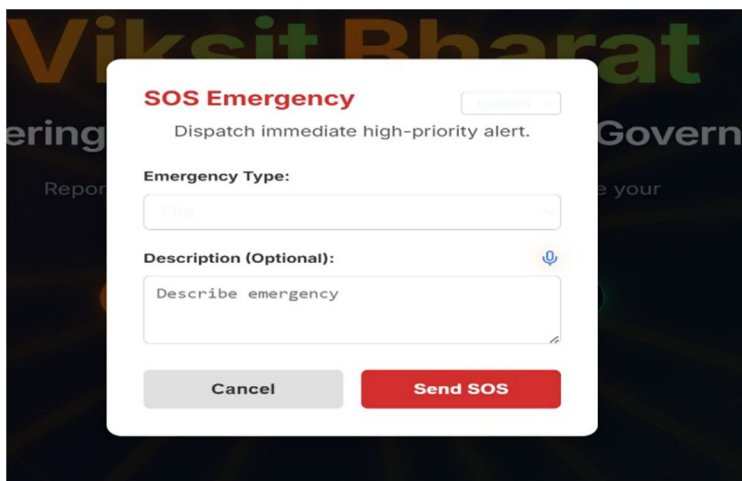 Viksit Bharat
SOS Emergency
English
Dispatch immediate high-priority alert.
ering
Govern
Emergency Type:
Repor
e your
Fire
Description (Optional):
Describe emergency
Cancel
Send SOS